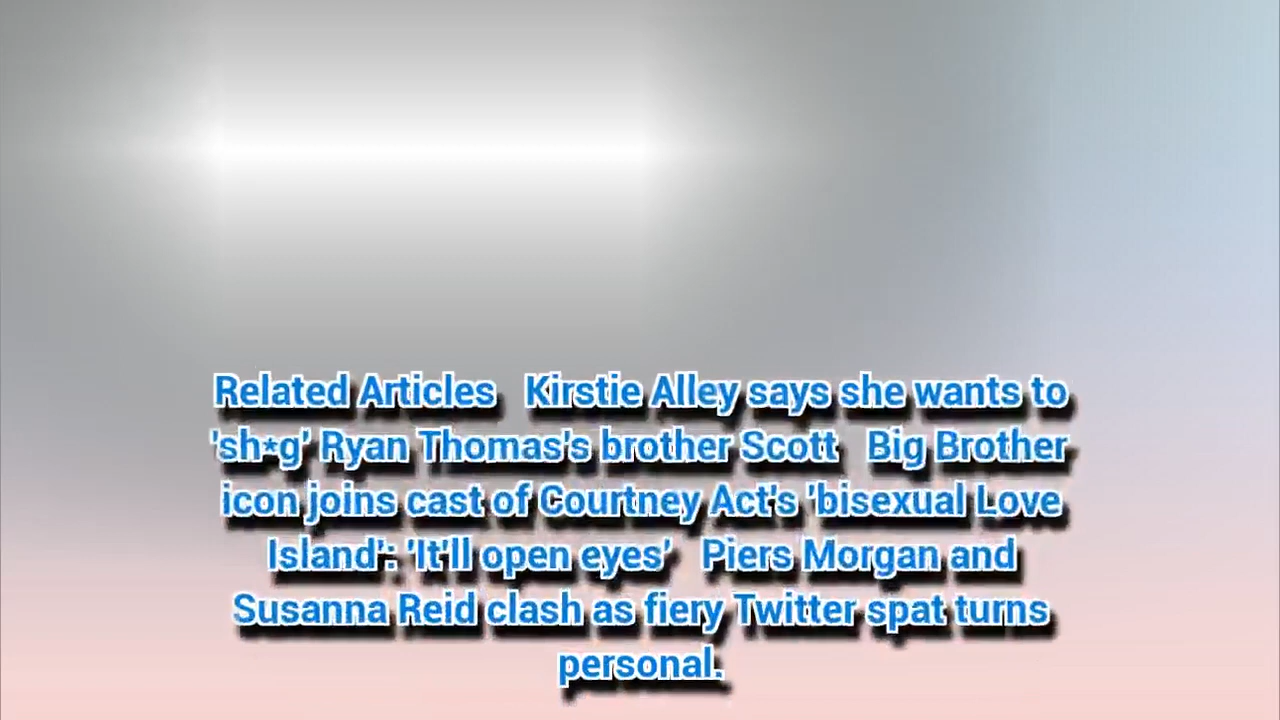 Related Articles   Kirstie Alley says she wants to
'sh*g' Ryan Thomas's brother Scott   Big Brother
icon joins cast of Courtney Act's 'bisexual Love
Island': 'It'll open eyes'   Piers Morgan and
Susanna Reid clash as fiery Twitter spat turns
personal.